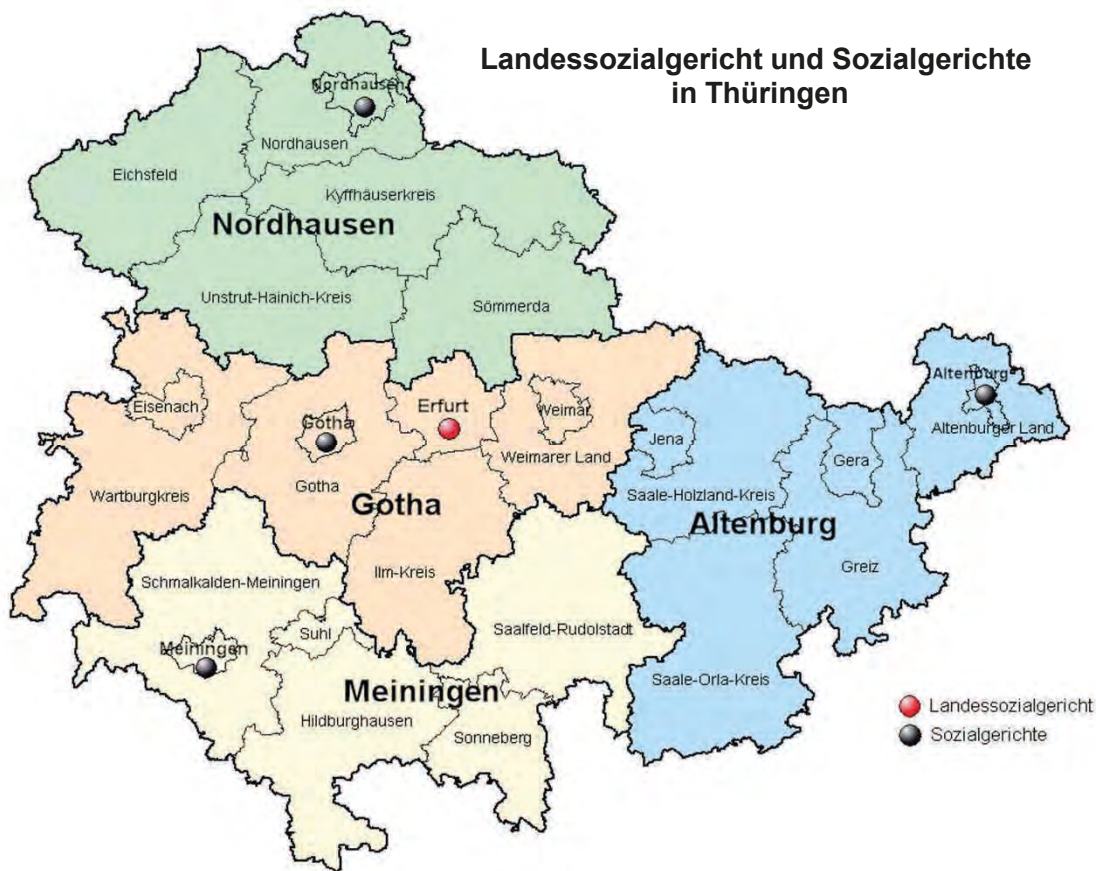 Landessozialgericht und Sozialgerichte
in Thüringen
Nordhausen
Nordhausen
Eichsfeld
Kyffhäuserkreis
Nordhausen
Unstrut-Hainich-Kreis
Sömmerda
Eisenach
Gotha
Erfurt
Weimar
Jena
Gera
Altenburg
Altenburger Land
Weimarer Land
Wartburgkreis
Gotha
Gotha
Saale-Holzland-Kreis
Altenburg
Ilm-Kreis
Greiz
Schmalkalden-Meiningen
Suhl
Saalfeld-Rudolstadt
Meiningen
Meiningen
Saale-Orla-Kreis
Hildburghausen
Sonneberg
Landessozialgericht
Sozialgerichte